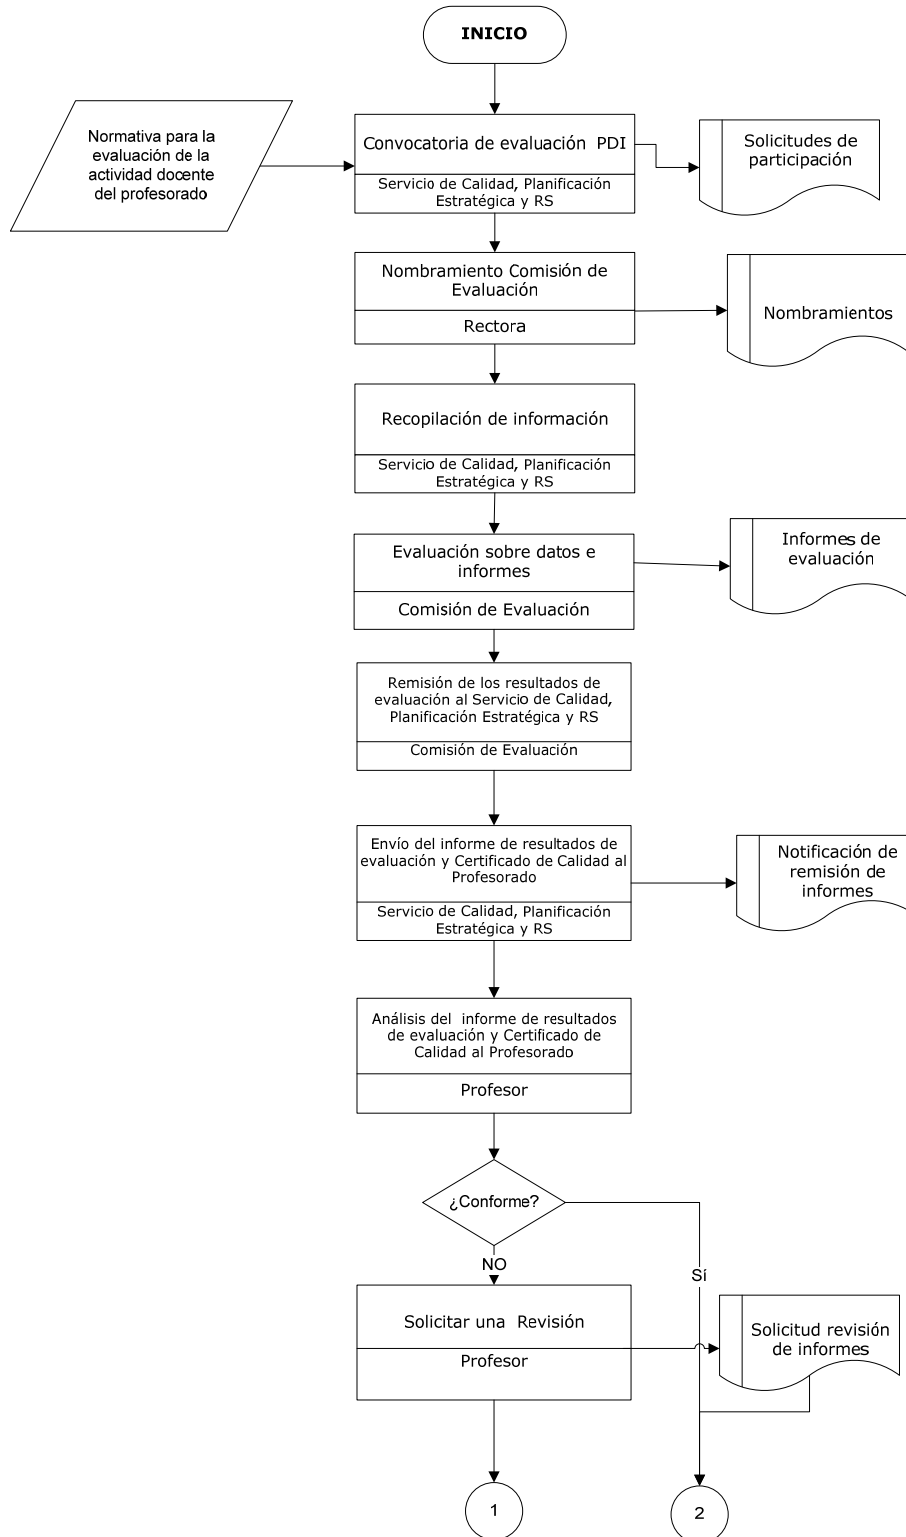 INICIO
Normativa para la
evaluación de la
actividad docente
del profesorado
Convocatoria de evaluación PDI
Servicio de Calidad, Planificación
Estratégica y RS
Solicitudes de
participación
Nombramiento Comisión de
Evaluación
Rectora
Nombramientos
Recopilación de información
Servicio de Calidad, Planificación
Estratégica y RS
Evaluación sobre datos e
informes
Comisión de Evaluación
Informes de
evaluación
Remisión de los resultados de
evaluación al Servicio de Calidad,
Planificación Estratégica y RS
Comisión de Evaluación
Envío del informe de resultados de
evaluación y Certificado de Calidad al
Profesorado
Servicio de Calidad, Planificación
Estratégica y RS
Notificación de
remisión de
informes
Análisis del informe de resultados
de evaluación y Certificado de
Calidad al Profesorado
Profesor
¿Conforme?
NO
Sí
Solicitar una Revisión
Profesor
Solicitud revisión
de informes
1
2